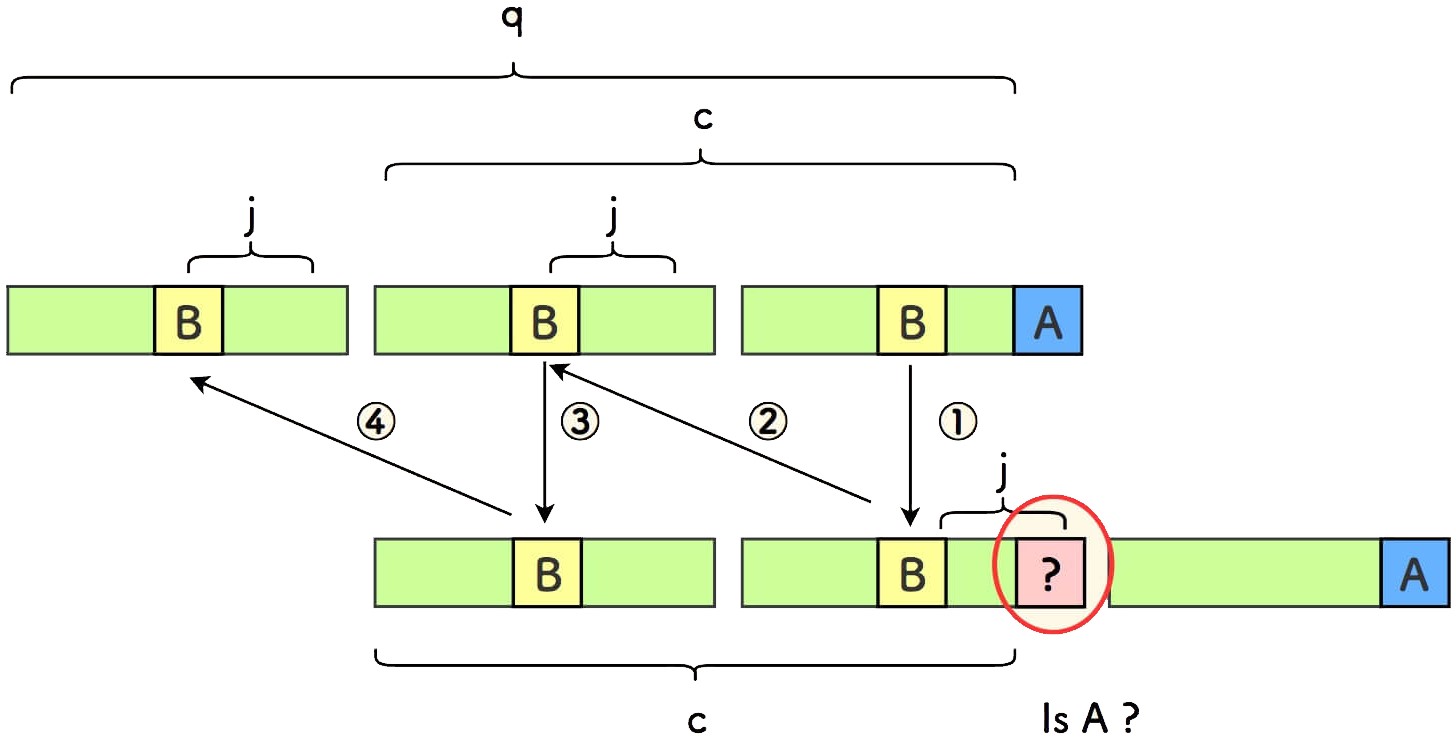 q
c
j j
B B B A
④ ③ ② ①
j
B B ? A
c Is A ?